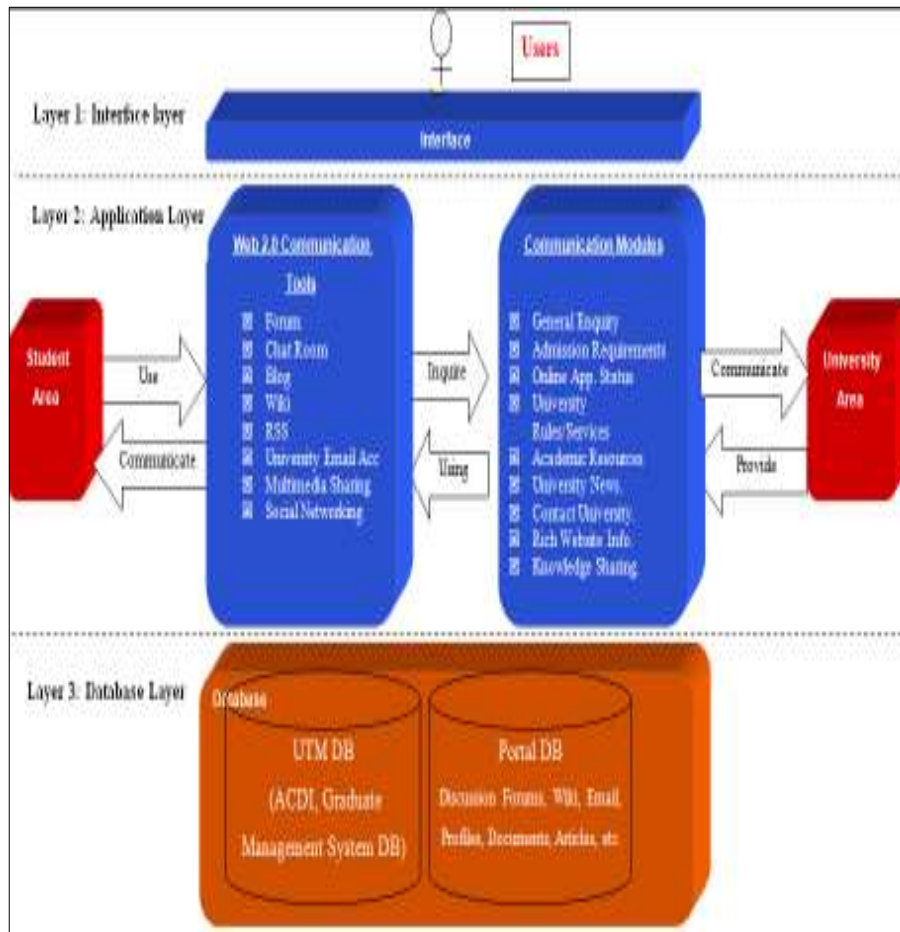 Users
Layer 1: Interface layer
Interface
Layer 2: Application Layer
Web 2.0 Communication
Tools
Forum
Chat Room
Blog
Wiki
RSS
University Email Acc
Multimedia Sharing
Social Networking
Communication Modules
General Enquiry
Admission Requirements
Online App. Status
University
Rules/Services
Academic Resources
University News.
Contact University.
Rich Website Info.
Knowledge Sharing
Student
Area
Use
Communicate
Inquire
Using
Communicate
Provide
University
Area
Layer 3: Database Layer
Database
UTM DB
(ACDI, Graduate
Management System DB)
Portal DB
Discussion Forums, Wiki, Email,
Profiles, Documents, Articles, etc